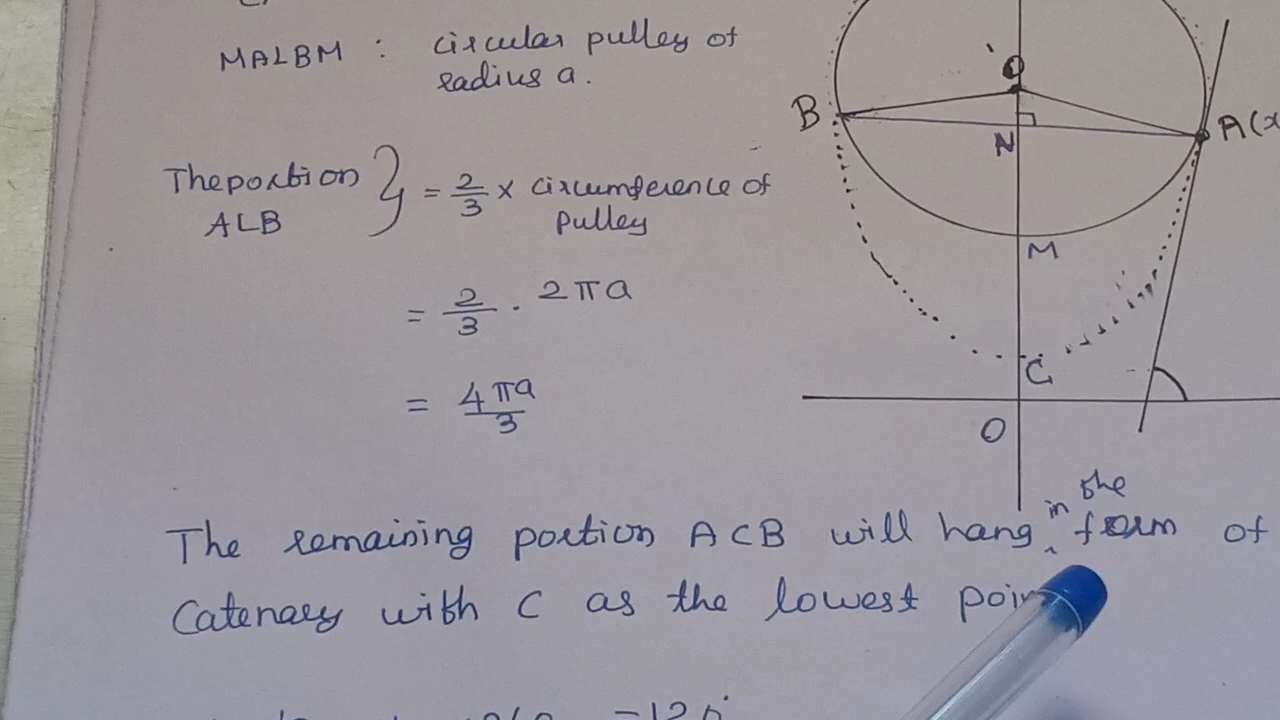 MALBM : circular pulley of
radius a.
The portion
ALB } = 2/3 × circumference of
pulley
= 2/3 . 2πa
= 4πa/3
O
B
N
A(x
M
C
O
The remaining portion ACB will hang in the form of
Catenary with C as the lowest